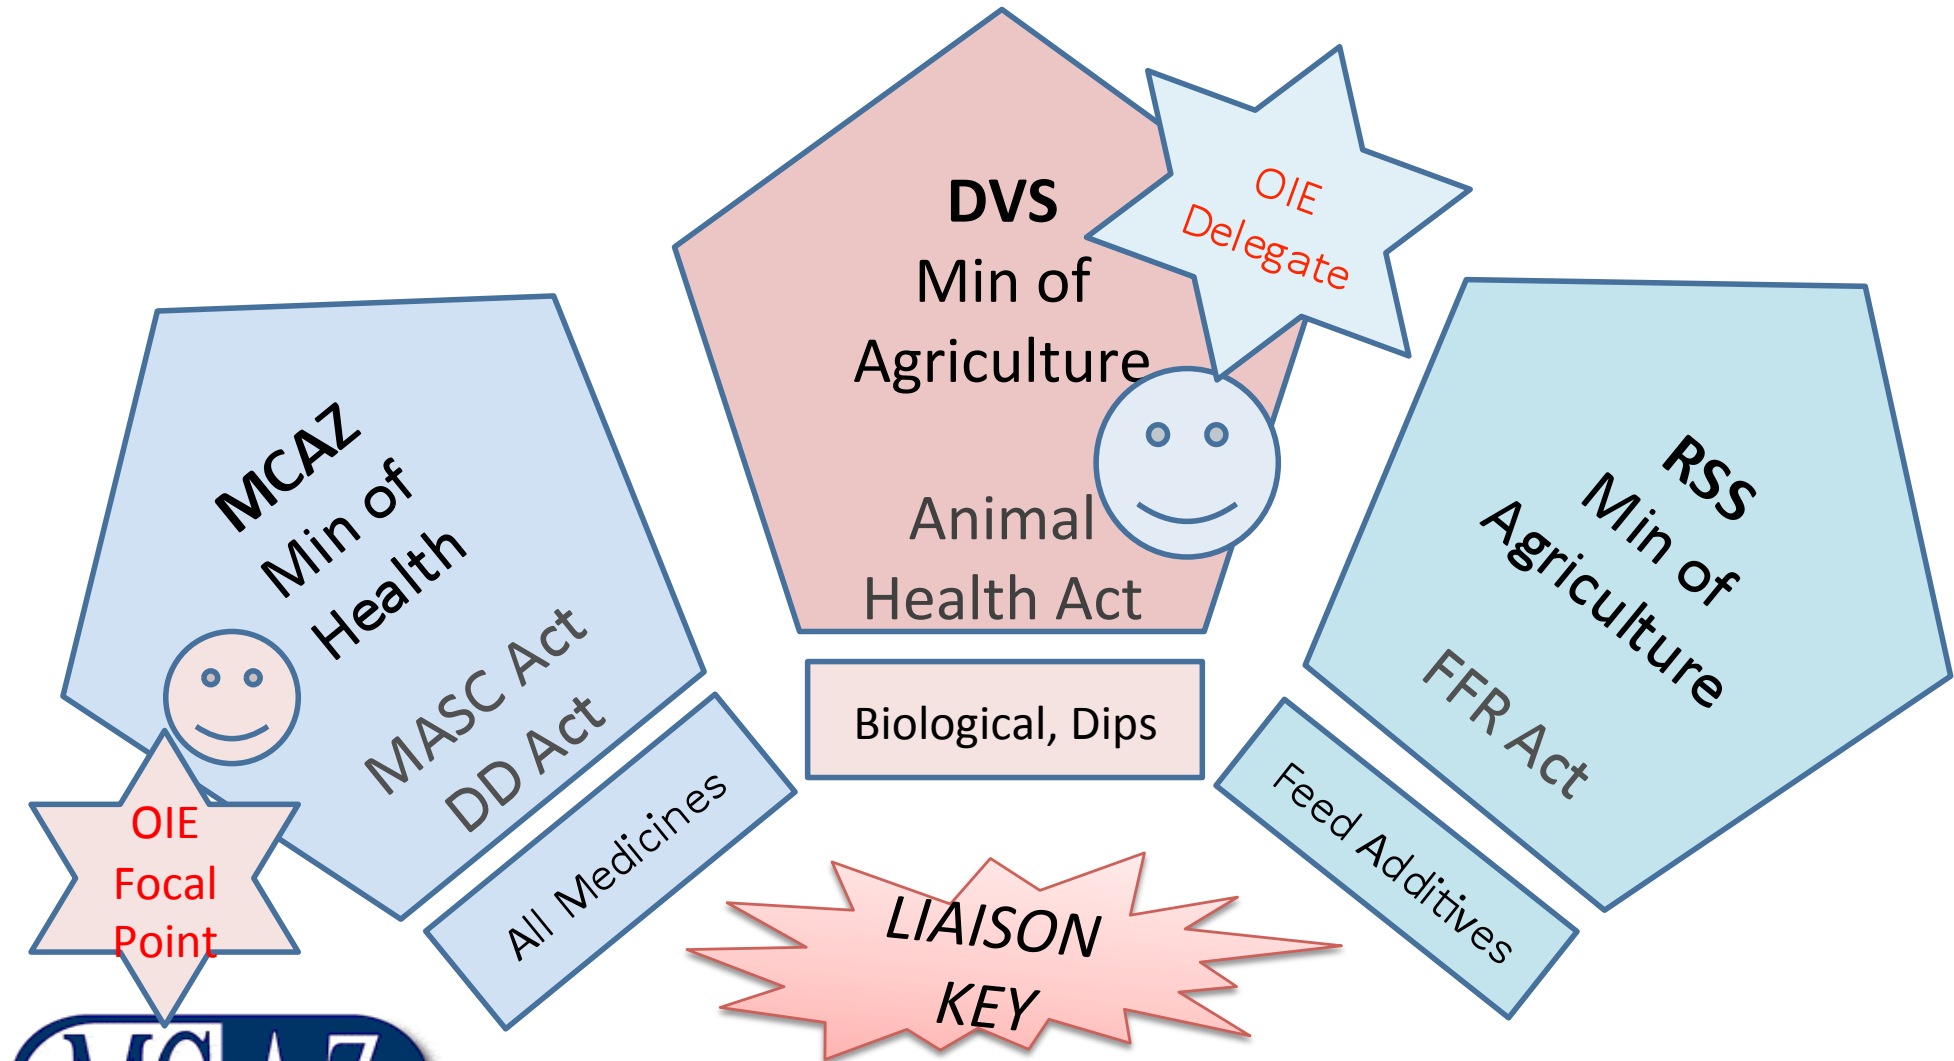 DVS
Min of
Agriculture
Animal
Health Act
OIE
Delegate
MCAZ
Min of
Health
MASC Act
DD Act
RSS
Min of
Agriculture
FFR Act
OIE
Focal
Point
All Medicines
Biological, Dips
Feed Additives
LIAISON
KEY
MCAZ